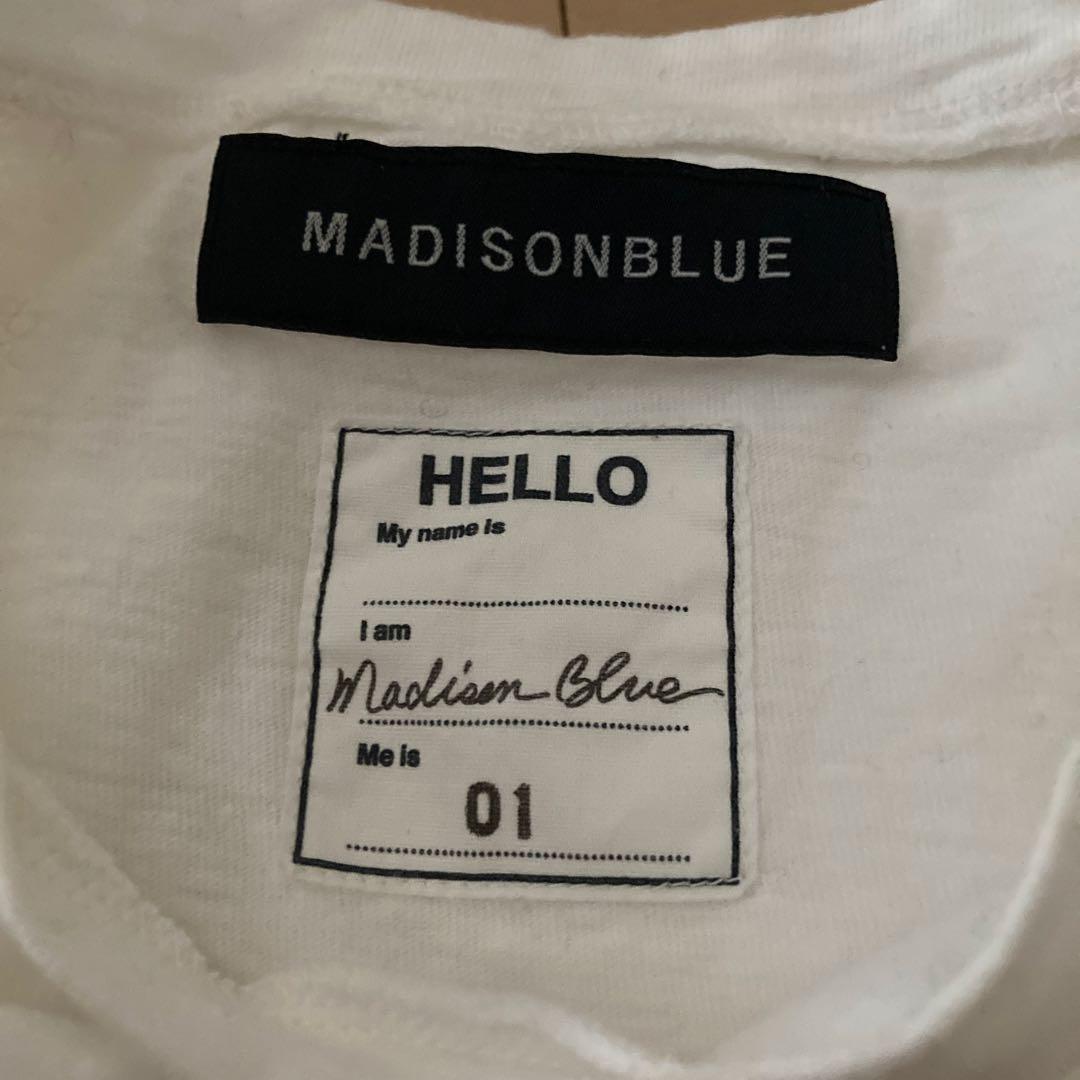 MADISONBLUE
HELLO
My name is
I am
Madison Blue
Me is
01